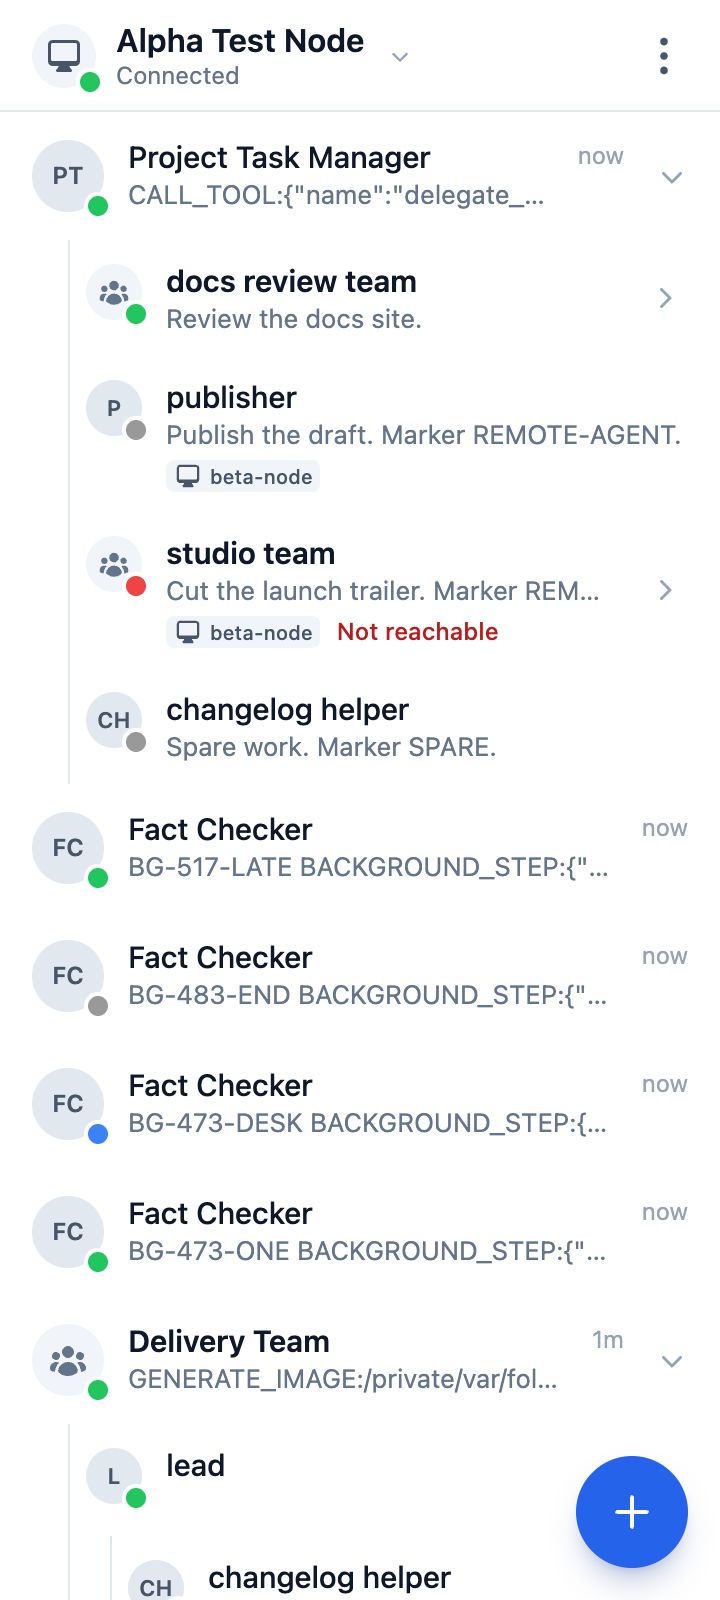 Alpha Test Node
Connected
PT
Project Task Manager
now
CALL_TOOL:{"name":"delegate_...
docs review team
Review the docs site.
P
publisher
Publish the draft. Marker REMOTE-AGENT.
beta-node
studio team
Cut the launch trailer. Marker REM...
beta-node
Not reachable
CH
changelog helper
Spare work. Marker SPARE.
FC
Fact Checker
now
BG-517-LATE BACKGROUND_STEP:{"...
FC
Fact Checker
now
BG-483-END BACKGROUND_STEP:{"...
FC
Fact Checker
now
BG-473-DESK BACKGROUND_STEP:{...
FC
Fact Checker
now
BG-473-ONE BACKGROUND_STEP:{"...
Delivery Team
1m
GENERATE_IMAGE:/private/var/fol...
L
lead
CH
changelog helper